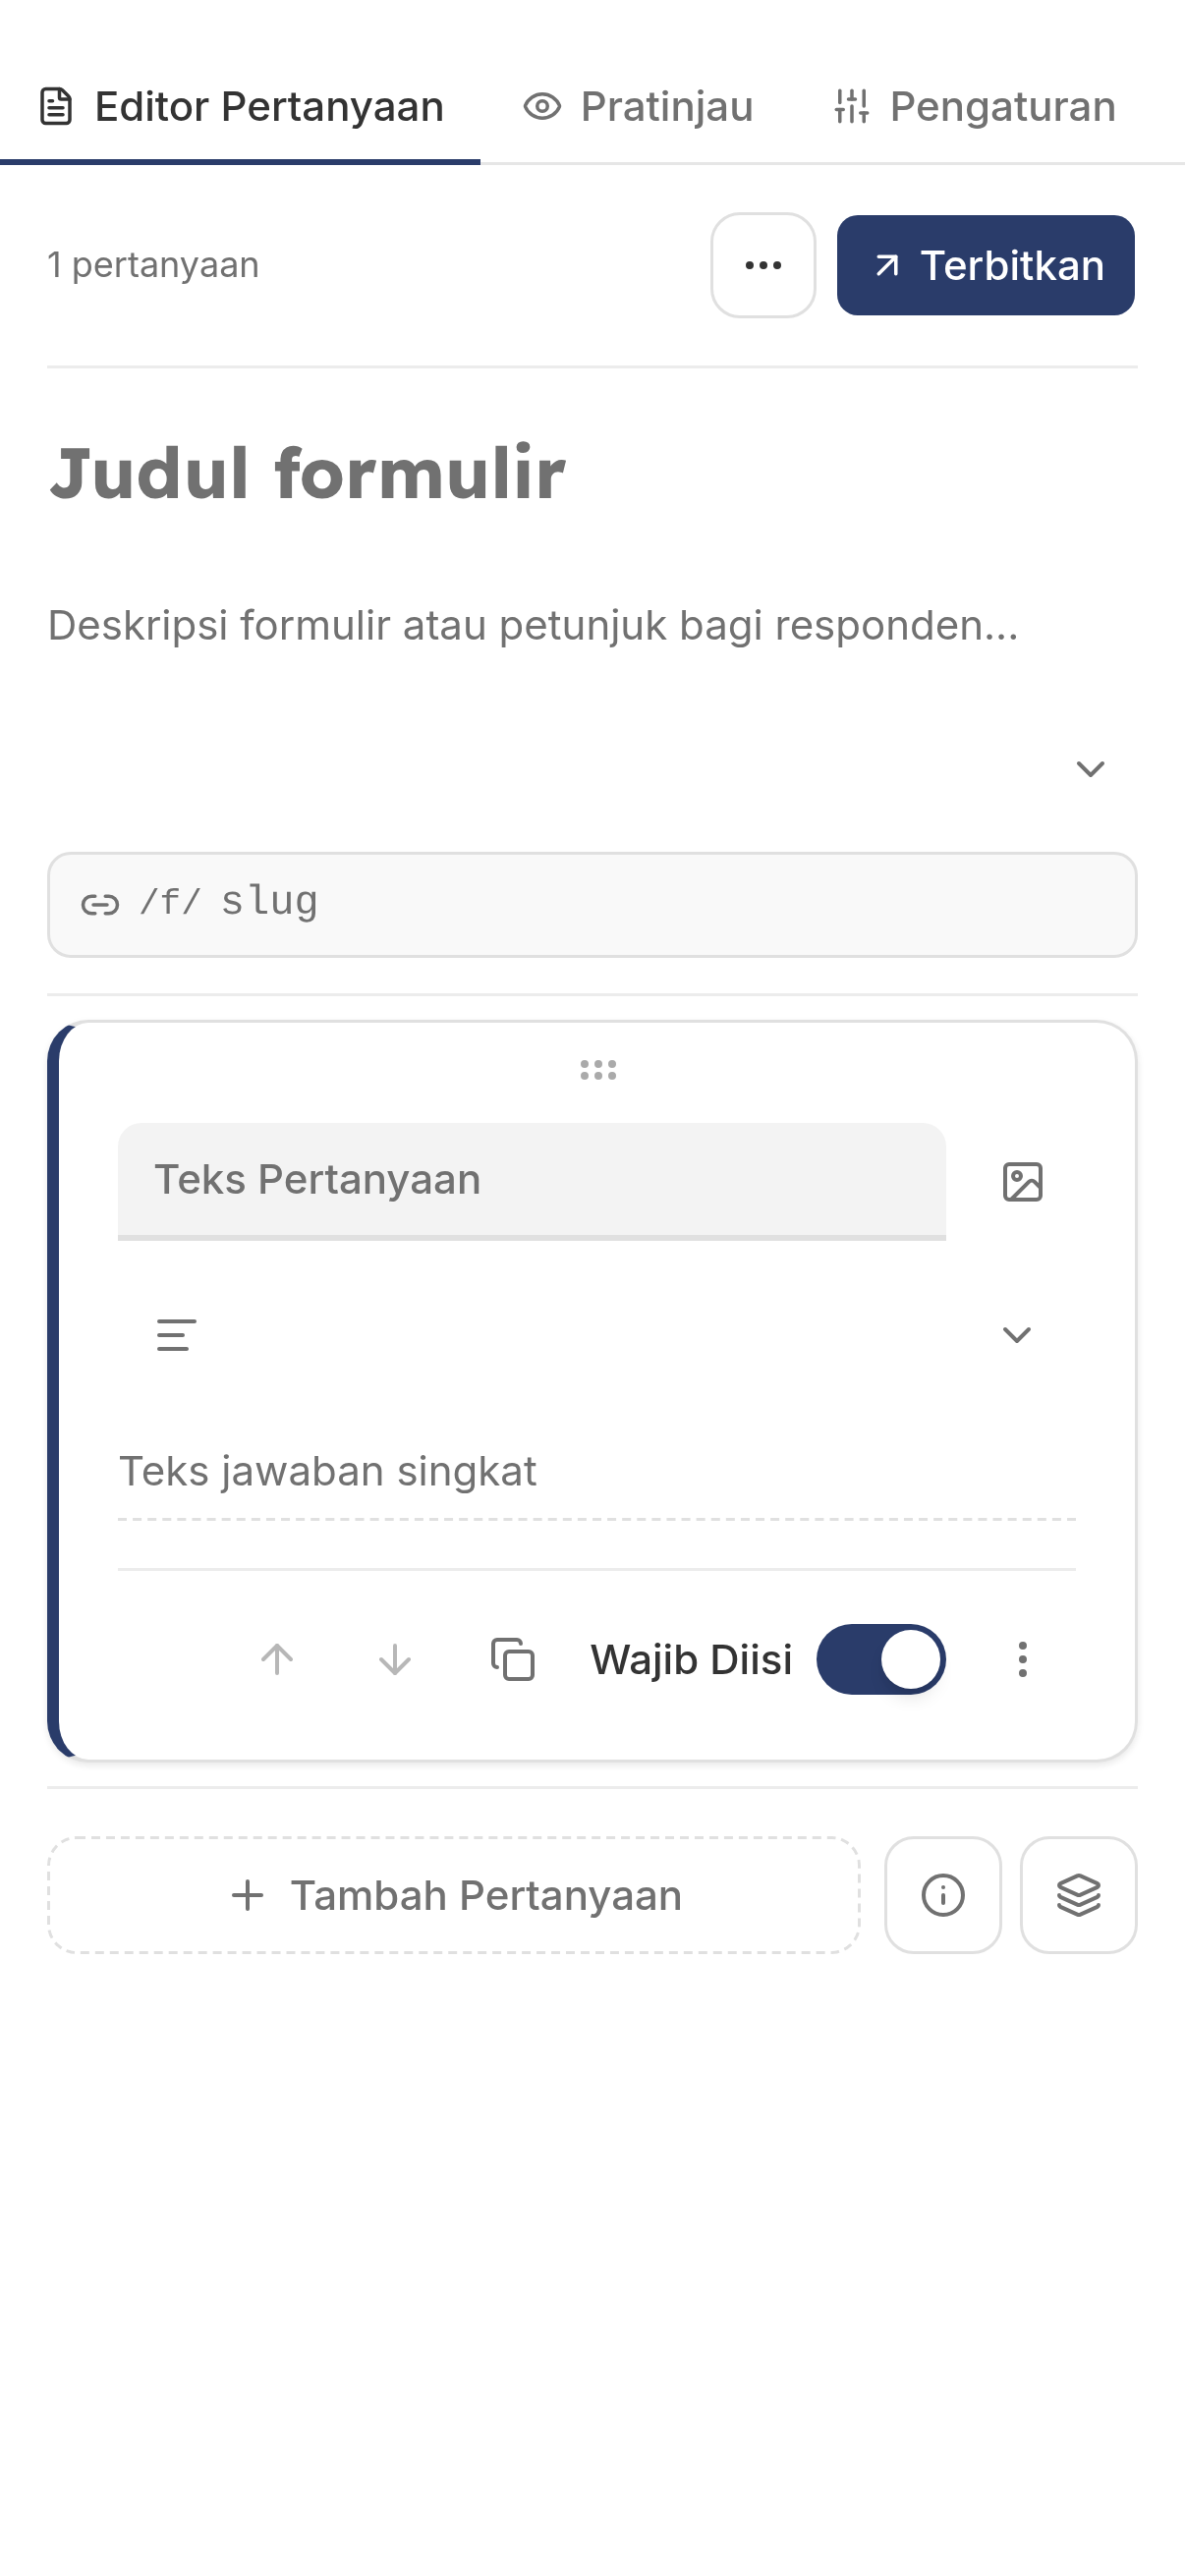 Editor Pertanyaan
Pratinjau
Pengaturan
1 pertanyaan
Terbitkan
Judul formulir
Deskripsi formulir atau petunjuk bagi responden...
/f/ slug
Teks Pertanyaan
Teks jawaban singkat
Wajib Diisi
Tambah Pertanyaan